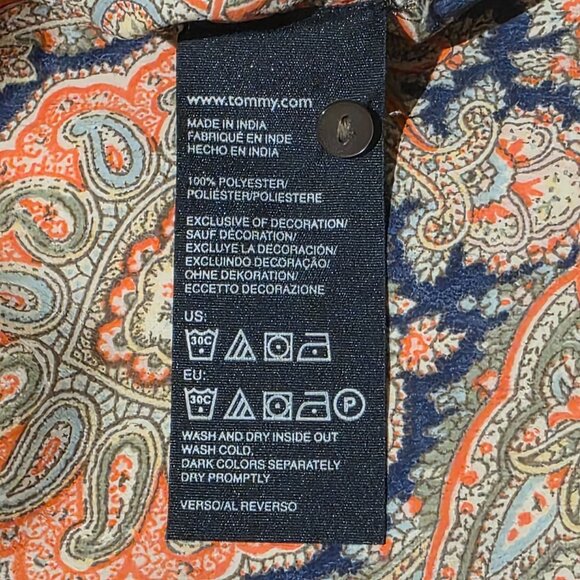 www.tommy.com
MADE IN INDIA
FABRIQUÉ EN INDE
HECHO EN INDIA
100% POLYESTER/
POLIÉSTER/POLIESTERE
EXCLUSIVE OF DECORATION/
SAUF DÉCORATION/
EXCLUYE LA DECORACIÓN/
EXCLUINDO DECORAÇÃO/
OHNE DEKORATION/
ECCETTO DECORAZIONE
US:
30C
EU:
30C P
WASH AND DRY INSIDE OUT
WASH COLD,
DARK COLORS SEPARATELY
DRY PROMPTLY
VERSO/AL REVERSO